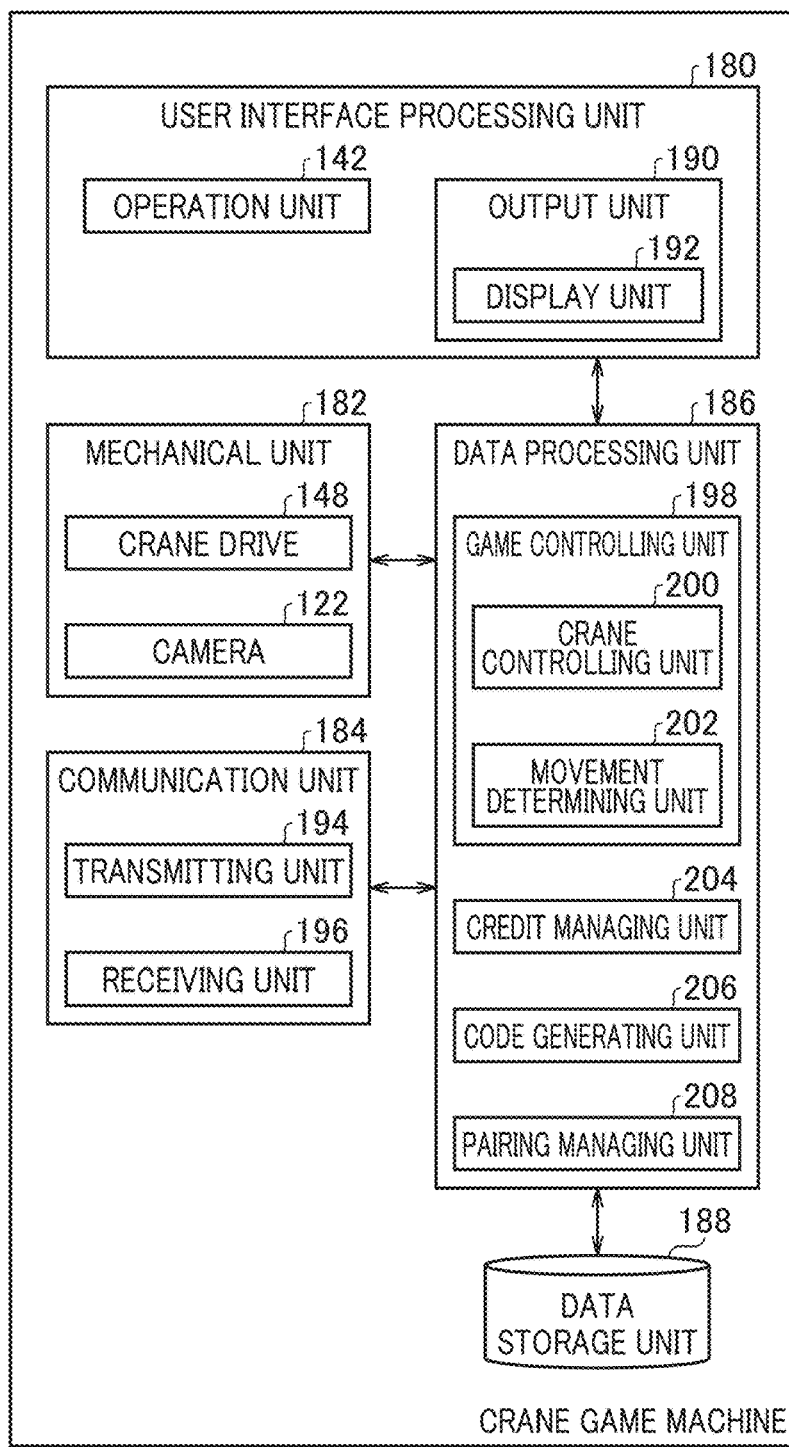 180
USER INTERFACE PROCESSING UNIT
142
OPERATION UNIT
190
OUTPUT UNIT
192
DISPLAY UNIT
182
MECHANICAL UNIT
148
CRANE DRIVE
122
CAMERA
184
COMMUNICATION UNIT
194
TRANSMITTING UNIT
196
RECEIVING UNIT
186
DATA PROCESSING UNIT
198
GAME CONTROLLING UNIT
200
CRANE
CONTROLLING UNIT
202
MOVEMENT
DETERMINING UNIT
204
CREDIT MANAGING UNIT
206
CODE GENERATING UNIT
208
PAIRING MANAGING UNIT
188
DATA
STORAGE UNIT
CRANE GAME MACHINE